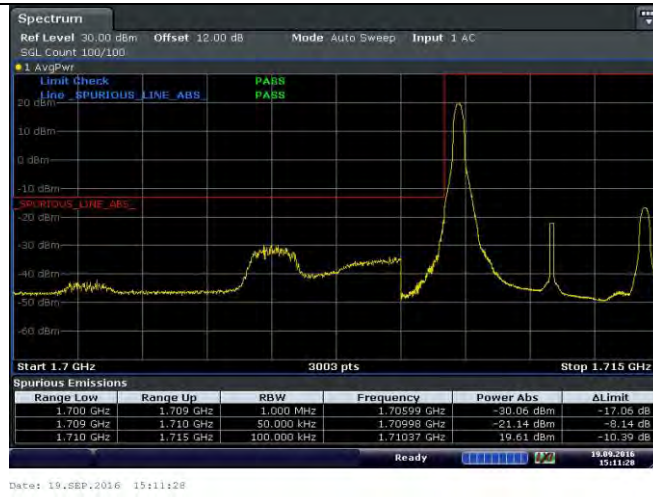 Spectrum
Ref Level 30.00 dBm Offset 12.00 dB Mode Auto Sweep Input 1 AC
SGL Count 100/100
1 AvgPwr
Limit Check PASS
Line _SPURIOUS_LINE_ABS_ PASS
20 dBm
10 dBm
0 dBm
-10 dBm
_SPURIOUS_LINE_ABS_
-20 dBm
-30 dBm
-40 dBm
-50 dBm
-60 dBm
Start 1.7 GHz 3003 pts Stop 1.715 GHz
Spurious Emissions
Range Low Range Up RBW Frequency Power Abs ΔLimit
1.700 GHz 1.709 GHz 1.000 MHz 1.70599 GHz -30.06 dBm -17.06 dB
1.709 GHz 1.710 GHz 50.000 kHz 1.70998 GHz -21.14 dBm -8.14 dB
1.710 GHz 1.715 GHz 100.000 kHz 1.71037 GHz 19.61 dBm -10.39 dB
Ready 19.09.2016
15:11:28
Date: 19.SEP.2016 15:11:28